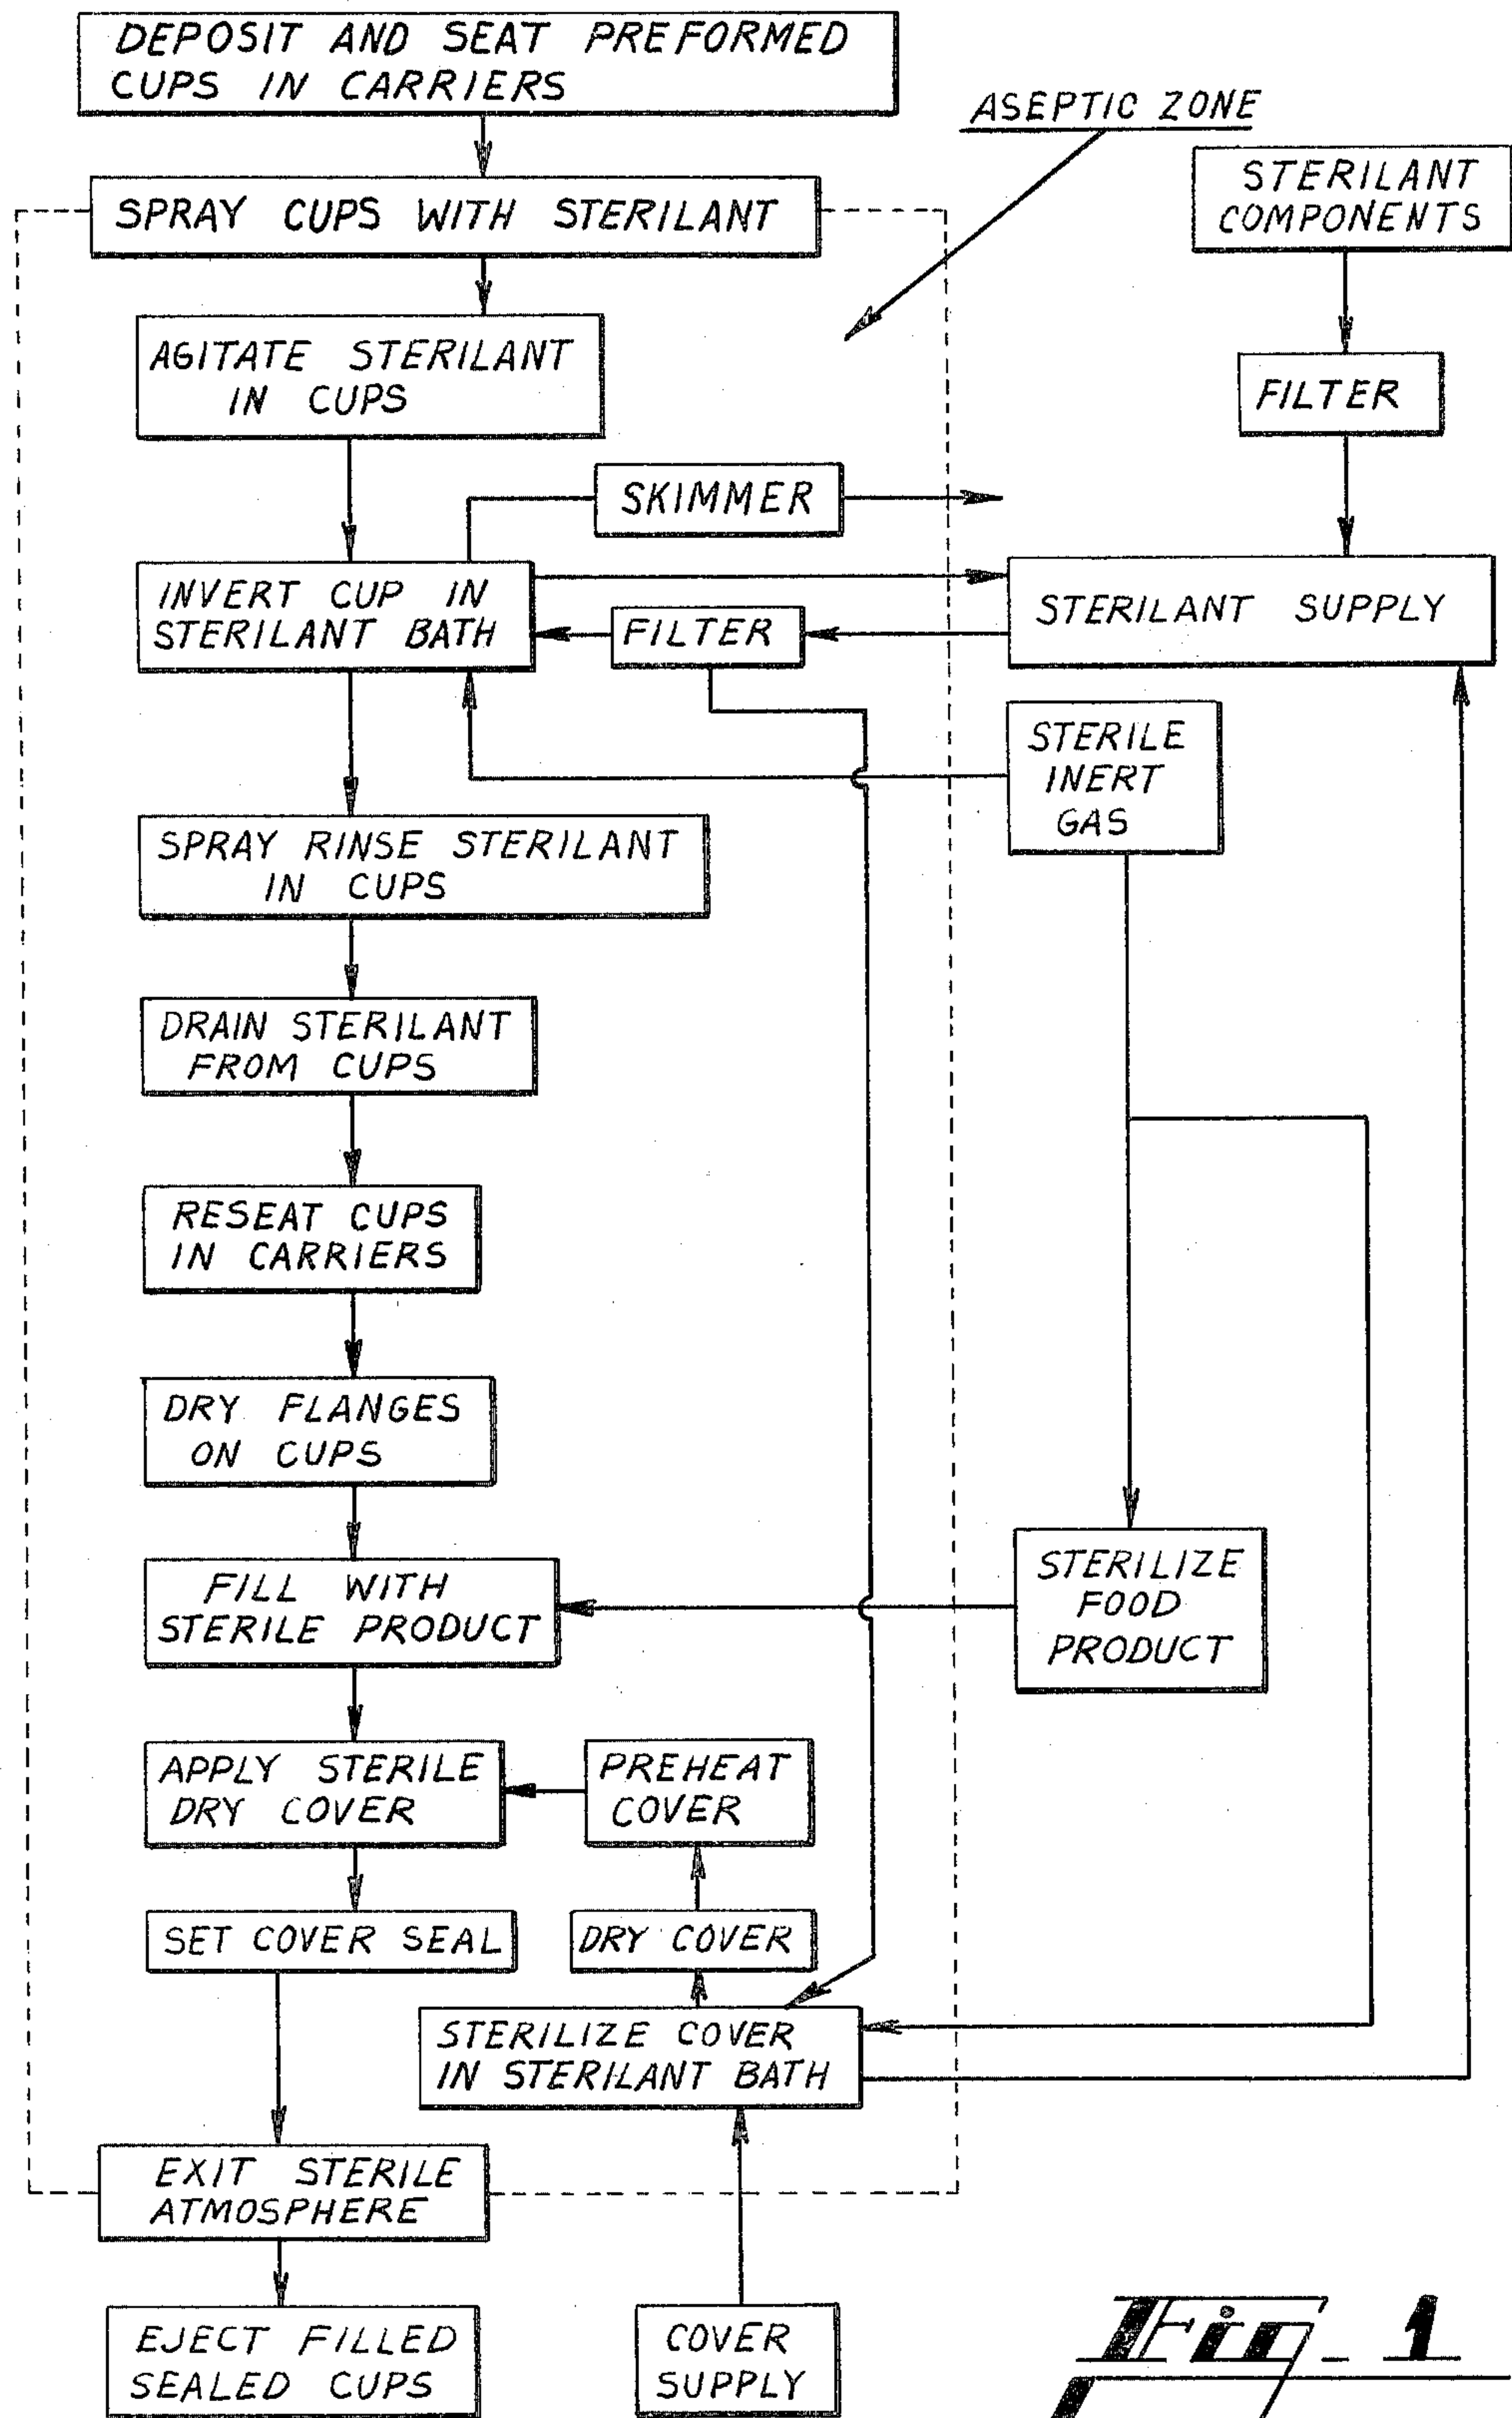 DEPOSIT AND SEAT PREFORMED
CUPS IN CARRIERS
ASEPTIC ZONE
STERILANT
COMPONENTS
SPRAY CUPS WITH STERILANT
AGITATE STERILANT
IN CUPS
FILTER
SKIMMER
INVERT CUP IN
STERILANT BATH
FILTER
STERILANT SUPPLY
STERILE
INERT
GAS
SPRAY RINSE STERILANT
IN CUPS
DRAIN STERILANT
FROM CUPS
RESEAT CUPS
IN CARRIERS
DRY FLANGES
ON CUPS
FILL WITH
STERILE PRODUCT
STERILIZE
FOOD
PRODUCT
APPLY STERILE
DRY COVER
PREHEAT
COVER
SET COVER SEAL
DRY COVER
STERILIZE COVER
IN STERILANT BATH
EXIT STERILE
ATMOSPHERE
EJECT FILLED
SEALED CUPS
COVER
SUPPLY
Fig - 1